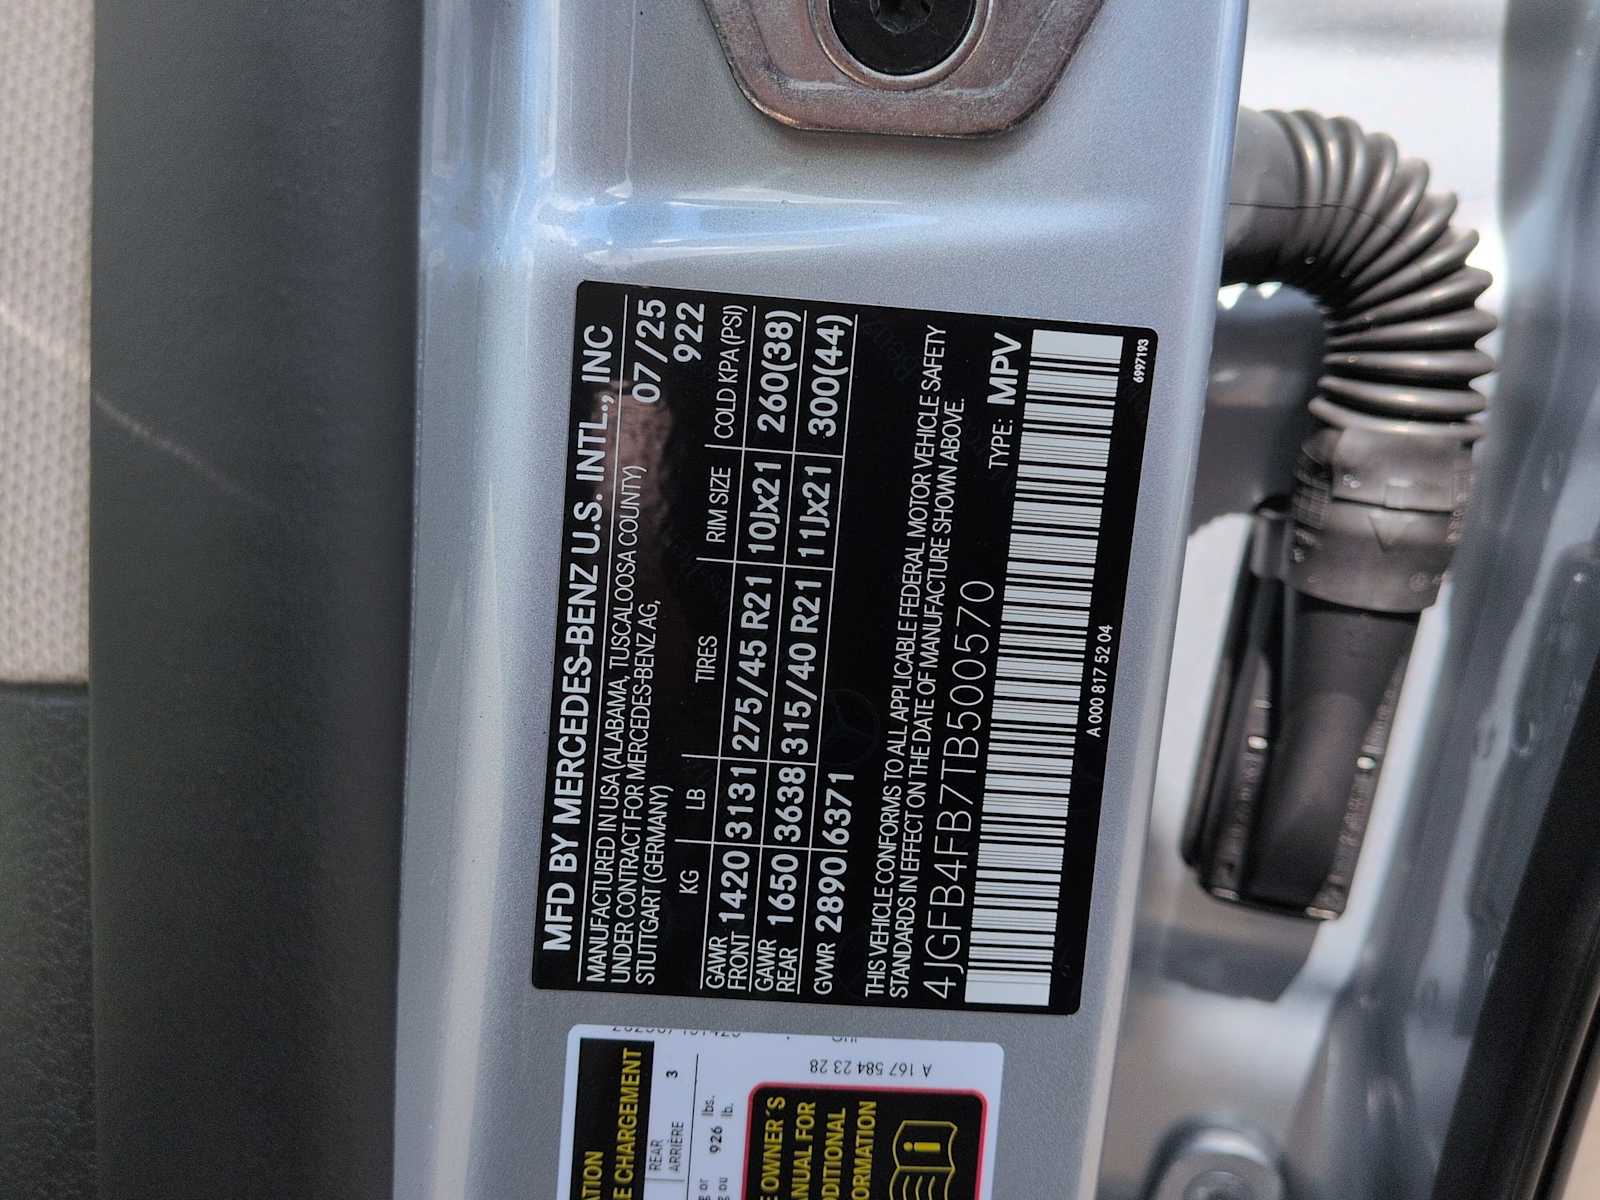 MFD BY MERCEDES-BENZ U.S. INTL., INC
MANUFACTURED IN USA (ALABAMA, TUSCALOOSA COUNTY) 07/25
UNDER CONTRACT FOR MERCEDES-BENZ AG, 922
STUTTGART (GERMANY)
KG LB TIRES RIM SIZE COLD KPA (PSI)
GAWR FRONT 1420 3131 275/45 R21 10Jx21 260(38)
GAWR REAR 1650 3638 315/40 R21 11Jx21 300(44)
GVWR 2890 6371
THIS VEHICLE CONFORMS TO ALL APPLICABLE FEDERAL MOTOR VEHICLE SAFETY
STANDARDS IN EFFECT ON THE DATE OF MANUFACTURE SHOWN ABOVE.
4JGFB4FB7TB500570 TYPE: MPV
A 000 817 52 04 6997193
CHARGEMENT
REAR 3
ARRIÈRE
926 lbs.
lb.
A 167 584 23 28
OWNER'S
FOR